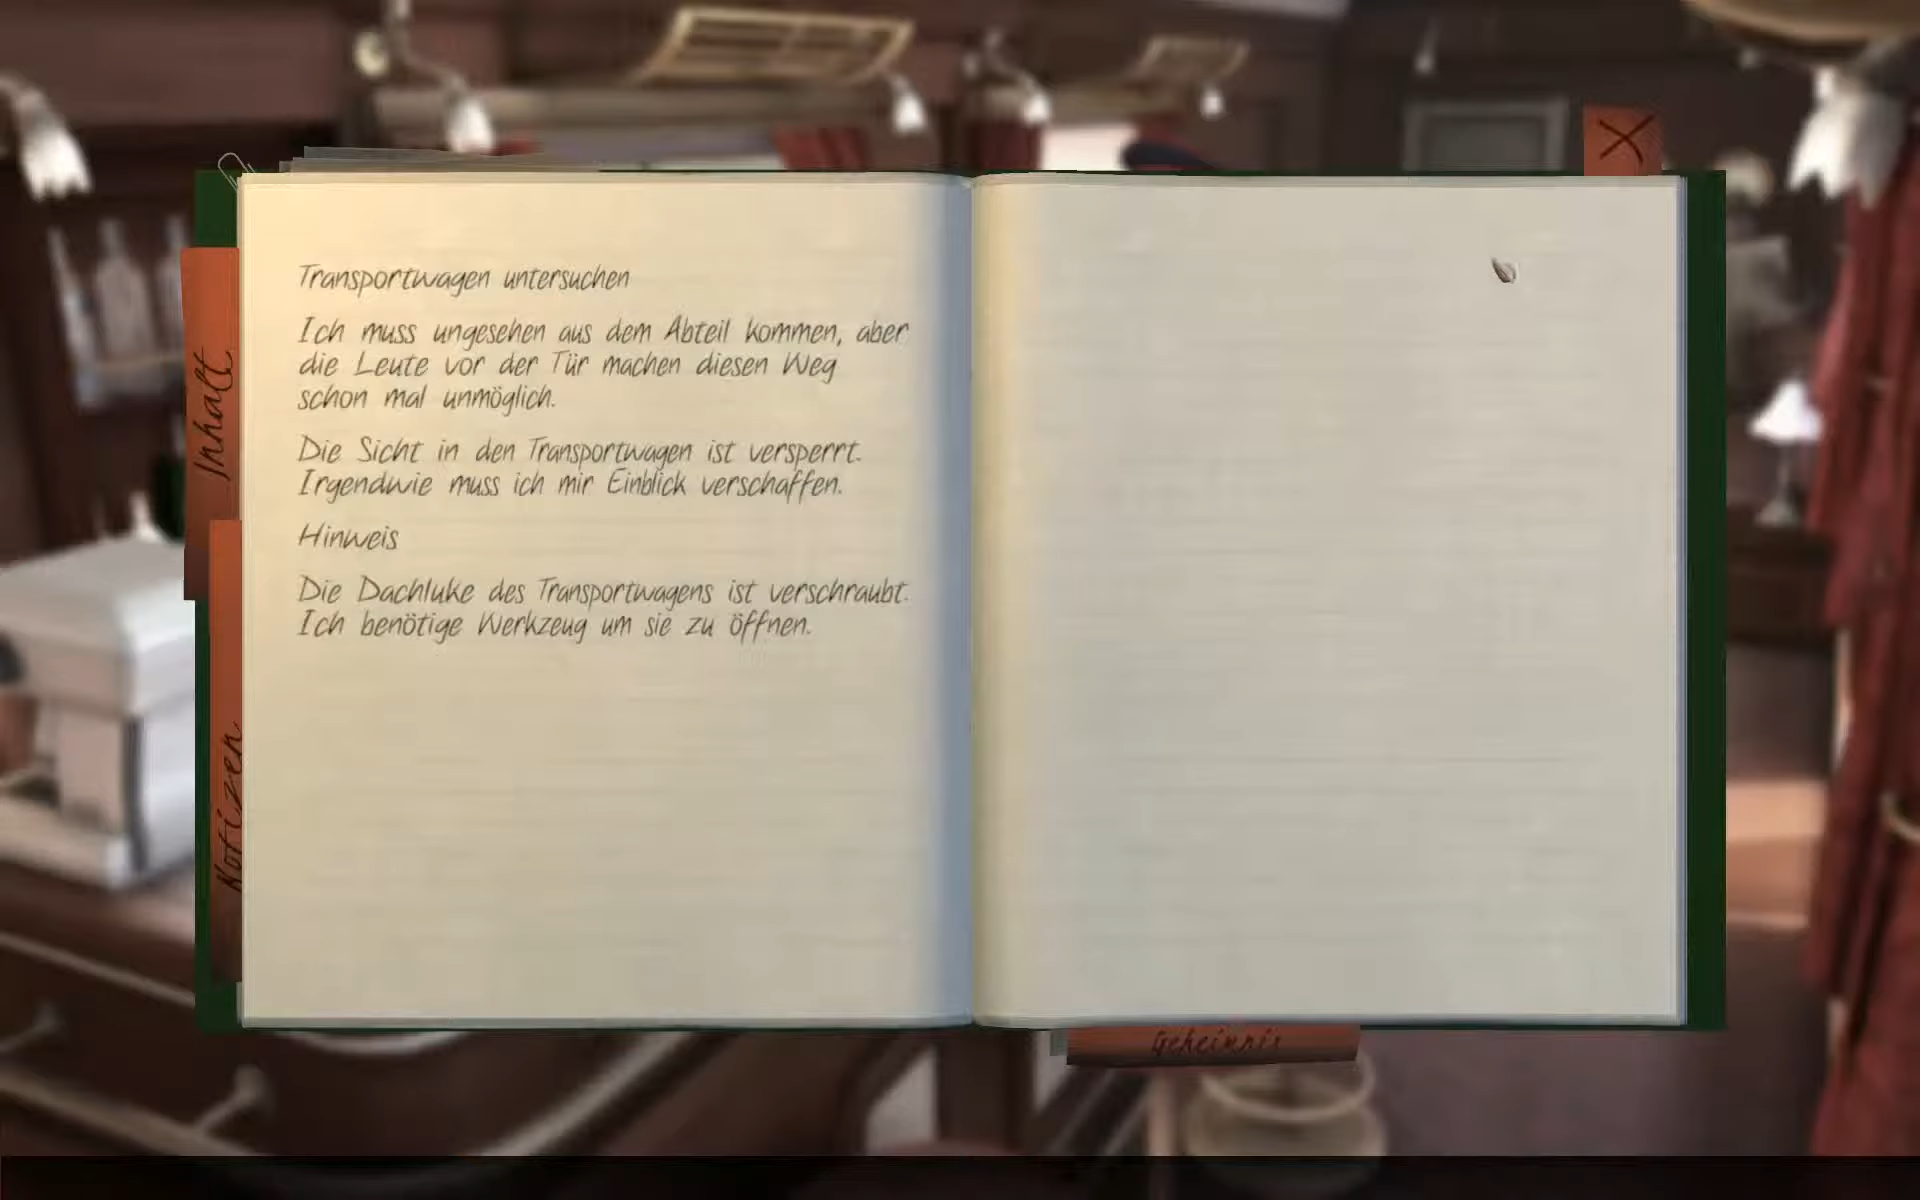 Transportwagen untersuchen
Ich muss ungesehen aus dem Abteil kommen, aber
die Leute vor der Tür machen diesen Weg
schon mal unmöglich.
Die Sicht in den Transportwagen ist versperrt.
Irgendwie muss ich mir Einblick verschaffen.
Hinweis
Die Dachluke des Transportwagens ist verschraubt.
Ich benötige Werkzeug um sie zu öffnen.
Inhalt
Notizen
Geheimnis
X